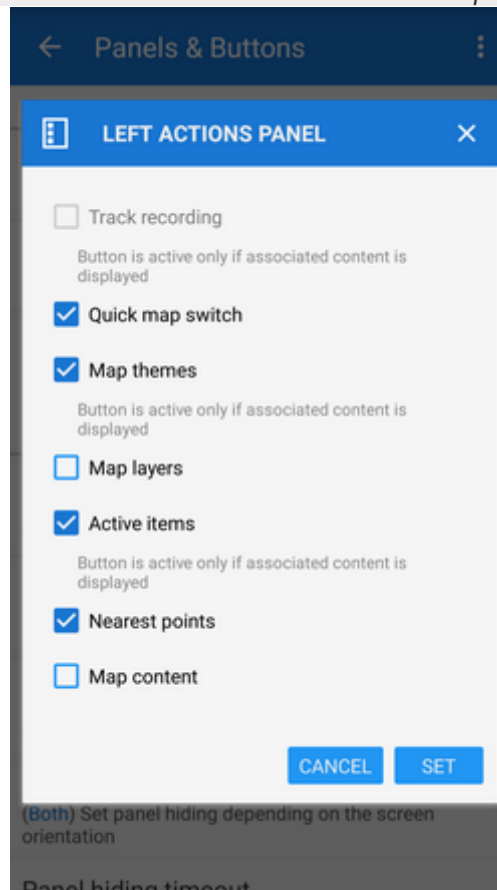 Panels & Buttons
LEFT ACTIONS PANEL
Track recording
Button is active only if associated content is
displayed
Quick map switch
Map themes
Button is active only if associated content is
displayed
Map layers
Active items
Button is active only if associated content is
displayed
Nearest points
Map content
CANCEL SET
(Both) Set panel hiding depending on the screen
orientation
Panel hiding timeout